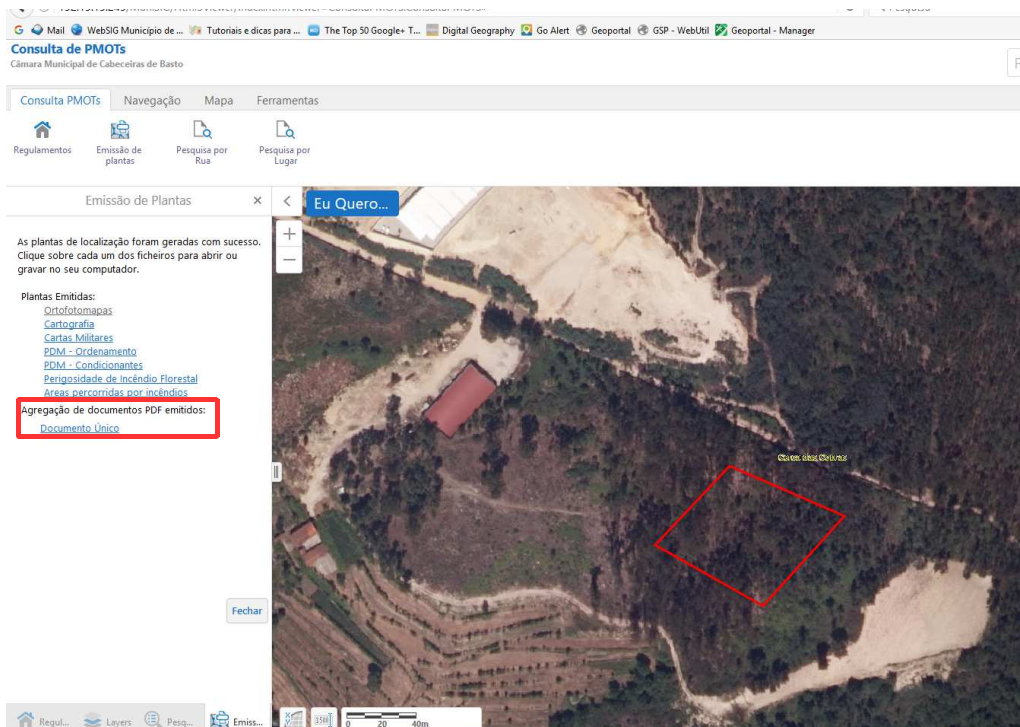 Mail WebSIG Município de ... Tutoriais e dicas para ... The Top 50 Google+ T... Digital Geography Go Alert Geoportal GSP - WebUtil Geoportal - Manager
Consulta de PMOTs
Câmara Municipal de Cabeceiras de Basto
Consulta PMOTs Navegação Mapa Ferramentas
Regulamentos Emissão de plantas Pesquisa por Rua Pesquisa por Lugar
Emissão de Plantas
Eu Quero...
As plantas de localização foram geradas com sucesso.
Clique sobre cada um dos ficheiros para abrir ou
gravar no seu computador.
Plantas Emitidas:
Ortofotomapas
Cartografia
Cartas Militares
PDM - Ordenamento
PDM - Condicionantes
Perigosidade de Incêndio Florestal
Areas percorridas por incêndios
Agregação de documentos PDF emitidos:
Documento Único
Fechar
Regul... Layers Pesq... Emiss...
1500
0 20 40m